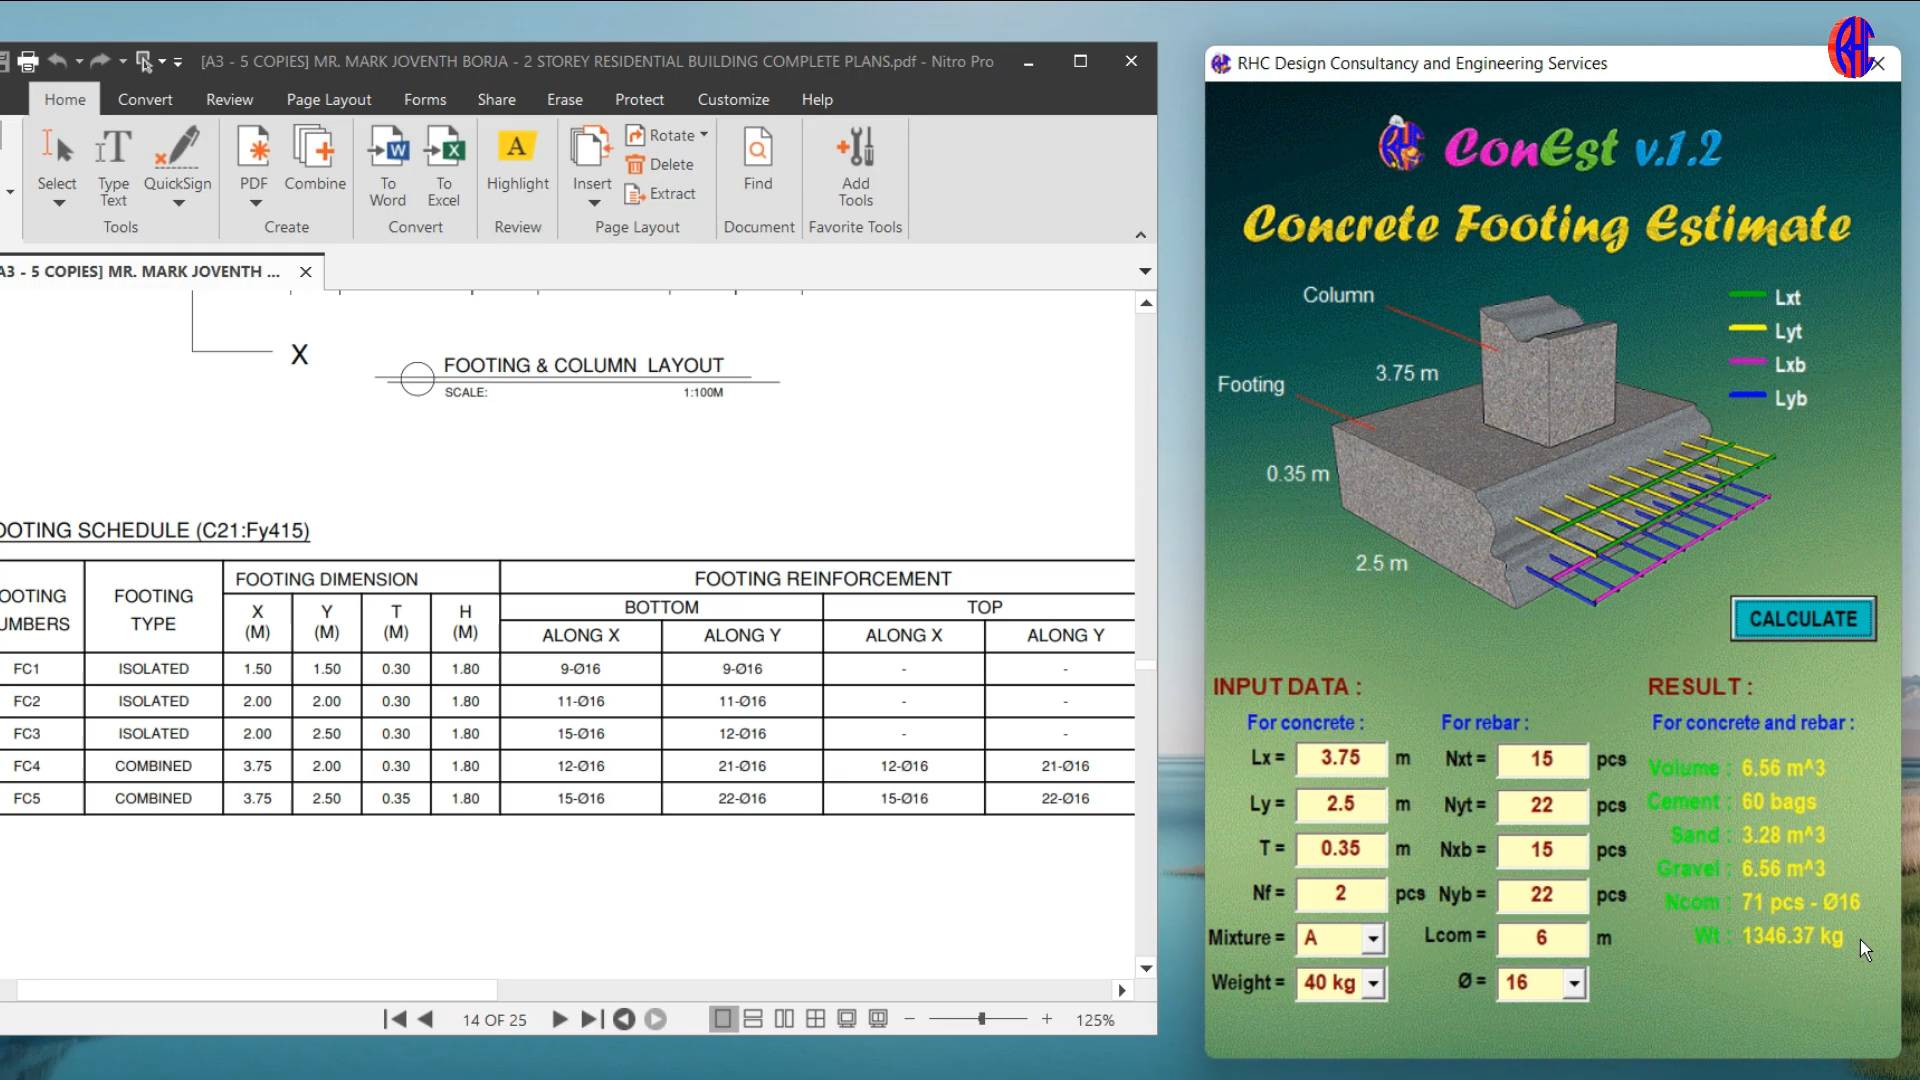 [A3 - 5 COPIES] MR. MARK JOVENTH BORJA - 2 STOREY RESIDENTIAL BUILDING COMPLETE PLANS.pdf - Nitro Pro
Home Convert Review Page Layout Forms Share Erase Protect Customize Help
Select
Type Text
QuickSign
Tools
PDF
Combine
Create
To Word
To Excel
Convert
A
Highlight
Review
Insert
Rotate
Delete
Extract
Page Layout
Find
Document
Add Tools
Favorite Tools
A3 - 5 COPIES] MR. MARK JOVENTH ...
X
FOOTING & COLUMN LAYOUT
SCALE: 1:100M
OOTING SCHEDULE (C21:Fy415)
OOTING UMBERS
FOOTING TYPE
FOOTING DIMENSION
FOOTING REINFORCEMENT
X (M) Y (M) T (M) H (M)
BOTTOM TOP
ALONG X ALONG Y ALONG X ALONG Y
FC1 ISOLATED 1.50 1.50 0.30 1.80 9-Ø16 9-Ø16 - -
FC2 ISOLATED 2.00 2.00 0.30 1.80 11-Ø16 11-Ø16 - -
FC3 ISOLATED 2.00 2.50 0.30 1.80 15-Ø16 12-Ø16 - -
FC4 COMBINED 3.75 2.00 0.30 1.80 12-Ø16 21-Ø16 12-Ø16 21-Ø16
FC5 COMBINED 3.75 2.50 0.35 1.80 15-Ø16 22-Ø16 15-Ø16 22-Ø16
14 OF 25
125%
RHC Design Consultancy and Engineering Services
RHC
ConEst v.1.2
Concrete Footing Estimate
Column
Footing
3.75 m
0.35 m
2.5 m
Lxt
Lyt
Lxb
Lyb
CALCULATE
INPUT DATA : RESULT :
For concrete : For rebar : For concrete and rebar :
Lx = 3.75 m Nxt = 15 pcs Volume : 6.56 m^3
Ly = 2.5 m Nyt = 22 pcs Cement : 60 bags
T = 0.35 m Nxb = 15 pcs Sand : 3.28 m^3
Nf = 2 pcs Nyb = 22 pcs Gravel : 6.56 m^3
Mixture = A Lcom = 6 m Ncom : 71 pcs - Ø16
Weight = 40 kg Ø = 16 Wt : 1346.37 kg